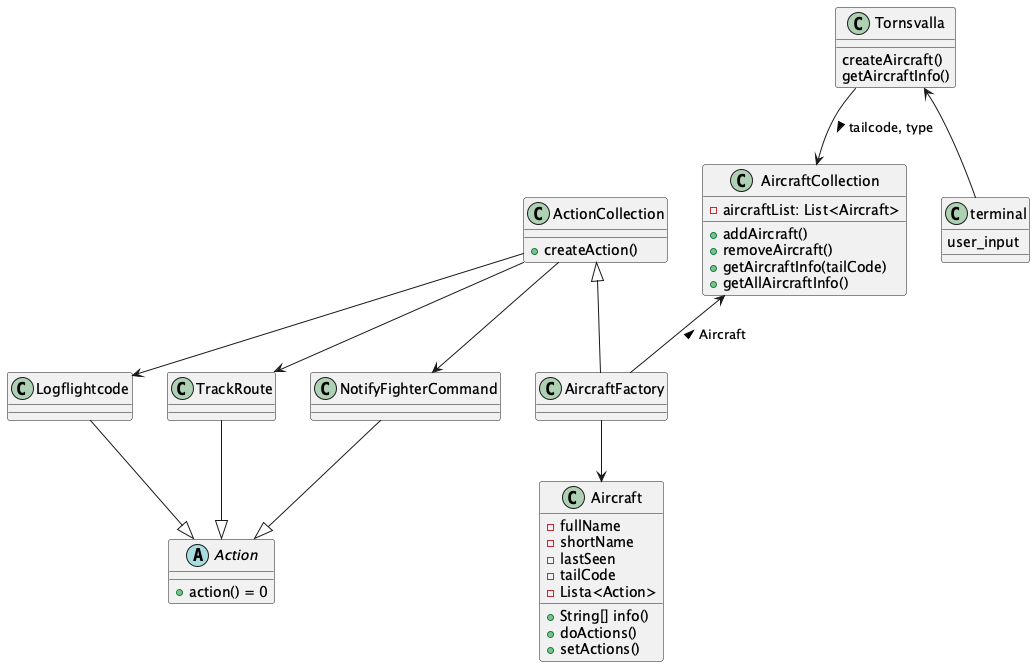 C Tornsvalla
createAircraft()
getAircraftInfo()
tailcode, type
C AircraftCollection
aircraftList: List<Aircraft>
addAircraft()
removeAircraft()
getAircraftInfo(tailCode)
getAllAircraftInfo()
C terminal
user_input
C ActionCollection
createAction()
Aircraft
C Logflightcode
C TrackRoute
C NotifyFighterCommand
C AircraftFactory
C Aircraft
fullName
shortName
lastSeen
tailCode
Lista<Action>
String[] info()
doActions()
setActions()
A Action
action() = 0